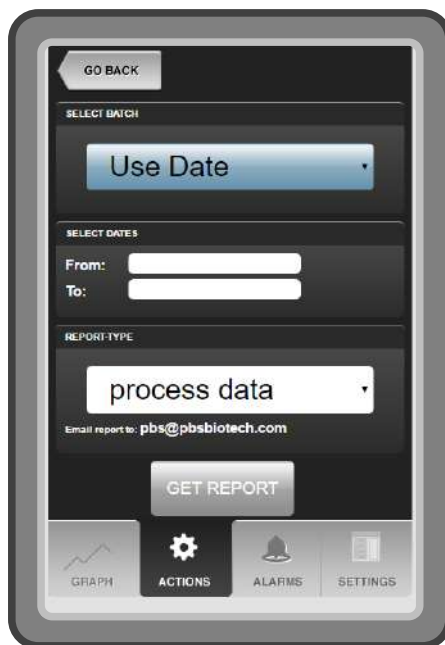 GO BACK
SELECT BATCH
Use Date
SELECT DATES
From:
To:
REPORT-TYPE
process data
Email report to: pbs@pbsbiotech.com
GET REPORT
GRAPH ACTIONS ALARMS SETTINGS